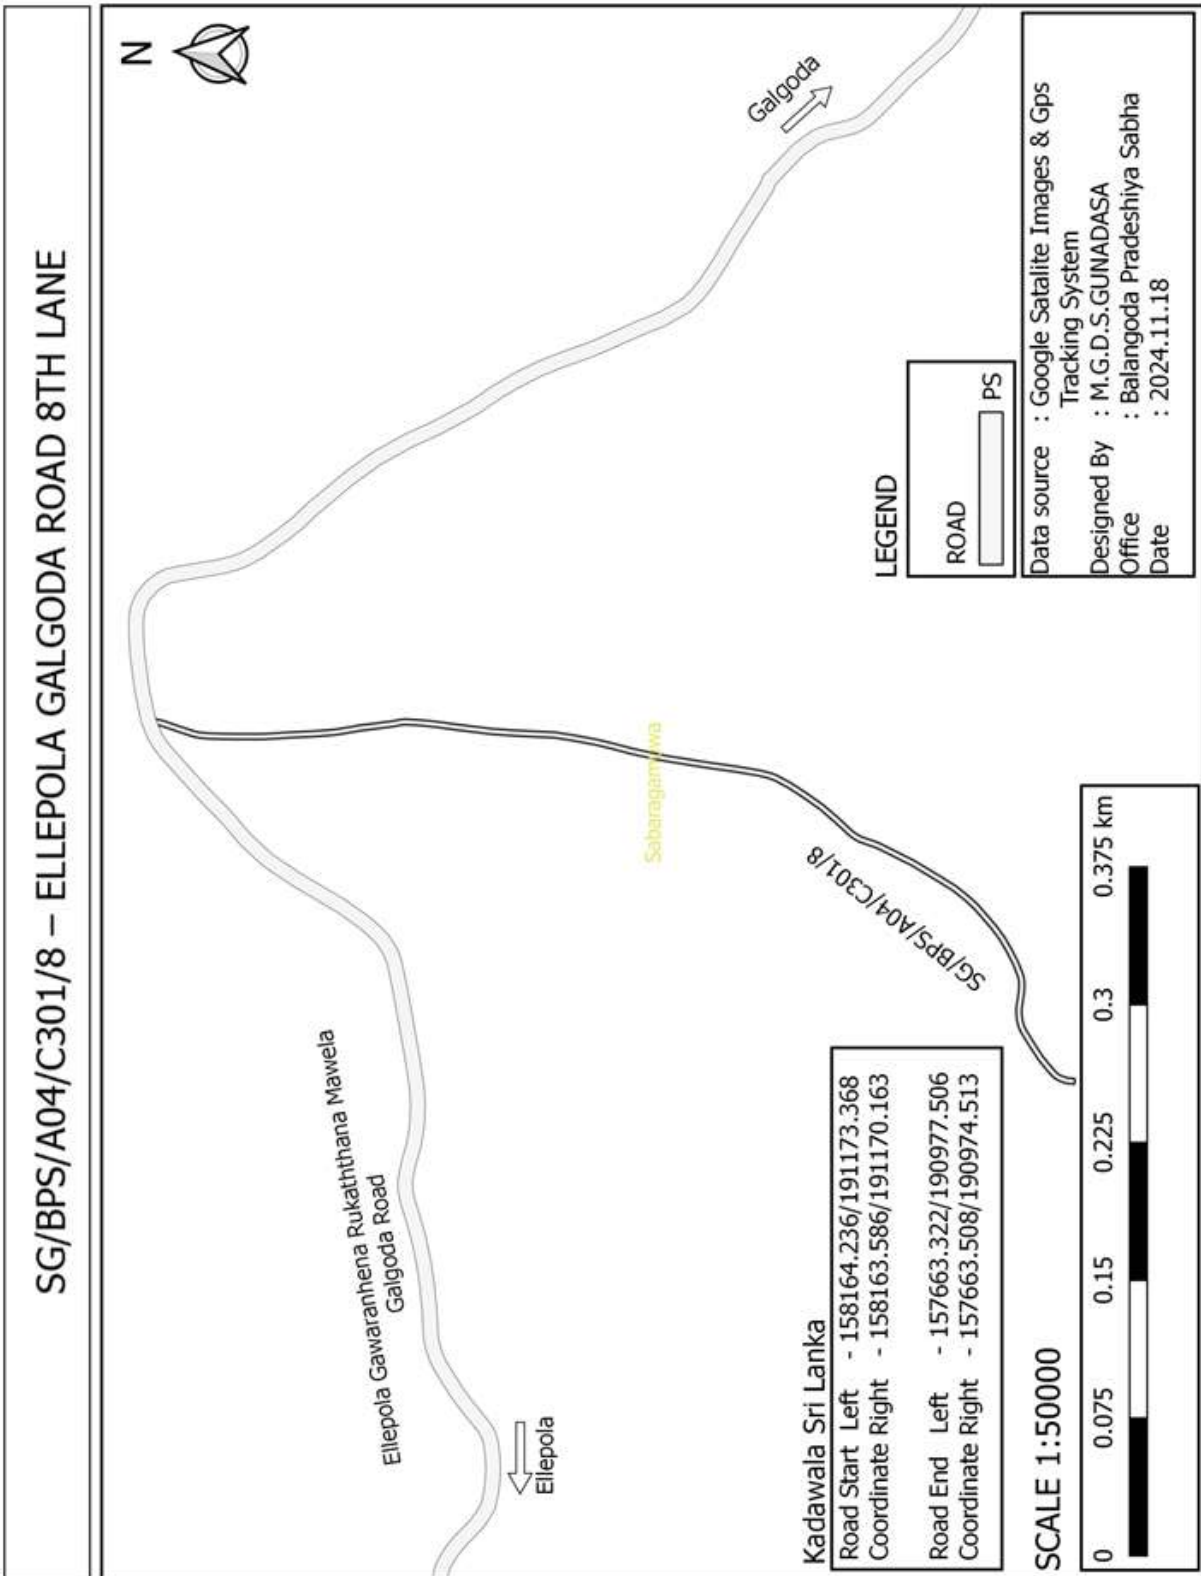 SG/BPS/A04/C301/8 – ELLEPOLA GALGODA ROAD 8TH LANE
N
Galgoda
Ellepola Gawaranhena Rukaththana Mawela
Galgoda Road
Ellepola
Sabaragamuwa
SG/BPS/A04/C301/8
Kadawala Sri Lanka
Road Start Left - 158164.236/191173.368
Coordinate Right - 158163.586/191170.163
Road End Left - 157663.322/190977.506
Coordinate Right - 157663.508/190974.513
SCALE 1:50000
0 0.075 0.15 0.225 0.3 0.375 km
LEGEND
ROAD
PS
Data source : Google Satalite Images & Gps
Tracking System
Designed By : M.G.D.S.GUNADASA
Office : Balangoda Pradeshiya Sabha
Date : 2024.11.18